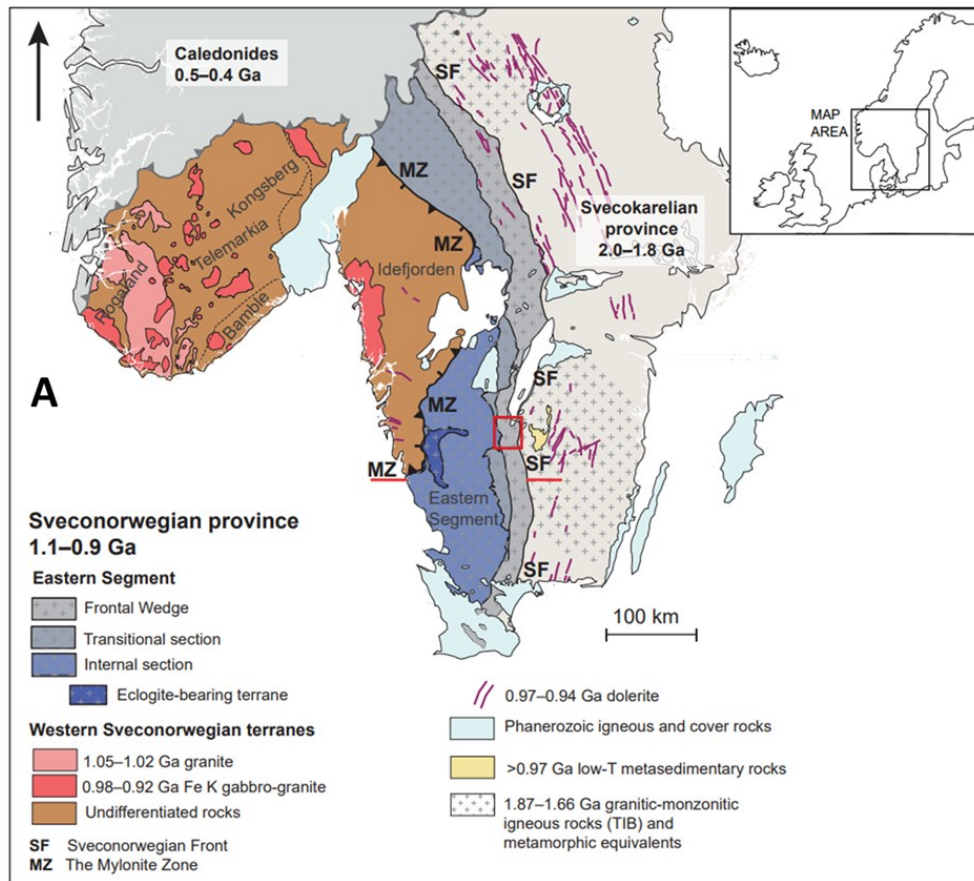 Caledonides
0.5–0.4 Ga
SF
MAP
AREA
MZ
SF
Kongsberg
Svecokarelian
province
2.0–1.8 Ga
MZ
Telemarkia
Idefjorden
Rogaland
Bamble
SF
A
MZ
MZ
SF
Eastern
Segment
Sveconorwegian province
1.1–0.9 Ga
Eastern Segment
SF
Frontal Wedge
100 km
Transitional section
Internal section
Eclogite-bearing terrane
0.97–0.94 Ga dolerite
Western Sveconorwegian terranes
Phanerozoic igneous and cover rocks
1.05–1.02 Ga granite
>0.97 Ga low-T metasedimentary rocks
0.98–0.92 Ga Fe K gabbro-granite
Undifferentiated rocks
1.87–1.66 Ga granitic-monzonitic
igneous rocks (TIB) and
metamorphic equivalents
SF Sveconorwegian Front
MZ The Mylonite Zone